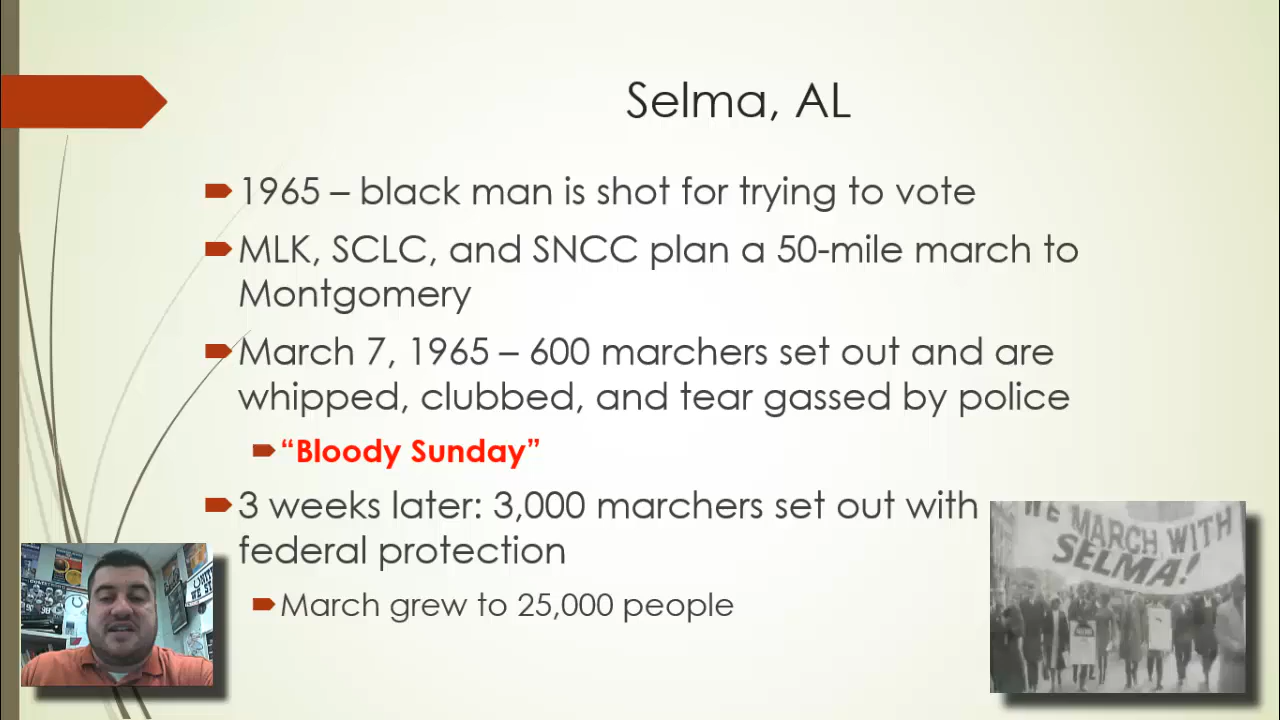 Selma, AL
1965 – black man is shot for trying to vote
MLK, SCLC, and SNCC plan a 50-mile march to
Montgomery
March 7, 1965 – 600 marchers set out and are
whipped, clubbed, and tear gassed by police
“Bloody Sunday”
3 weeks later: 3,000 marchers set out with
federal protection
March grew to 25,000 people
WE MARCH WITH
SELMA!